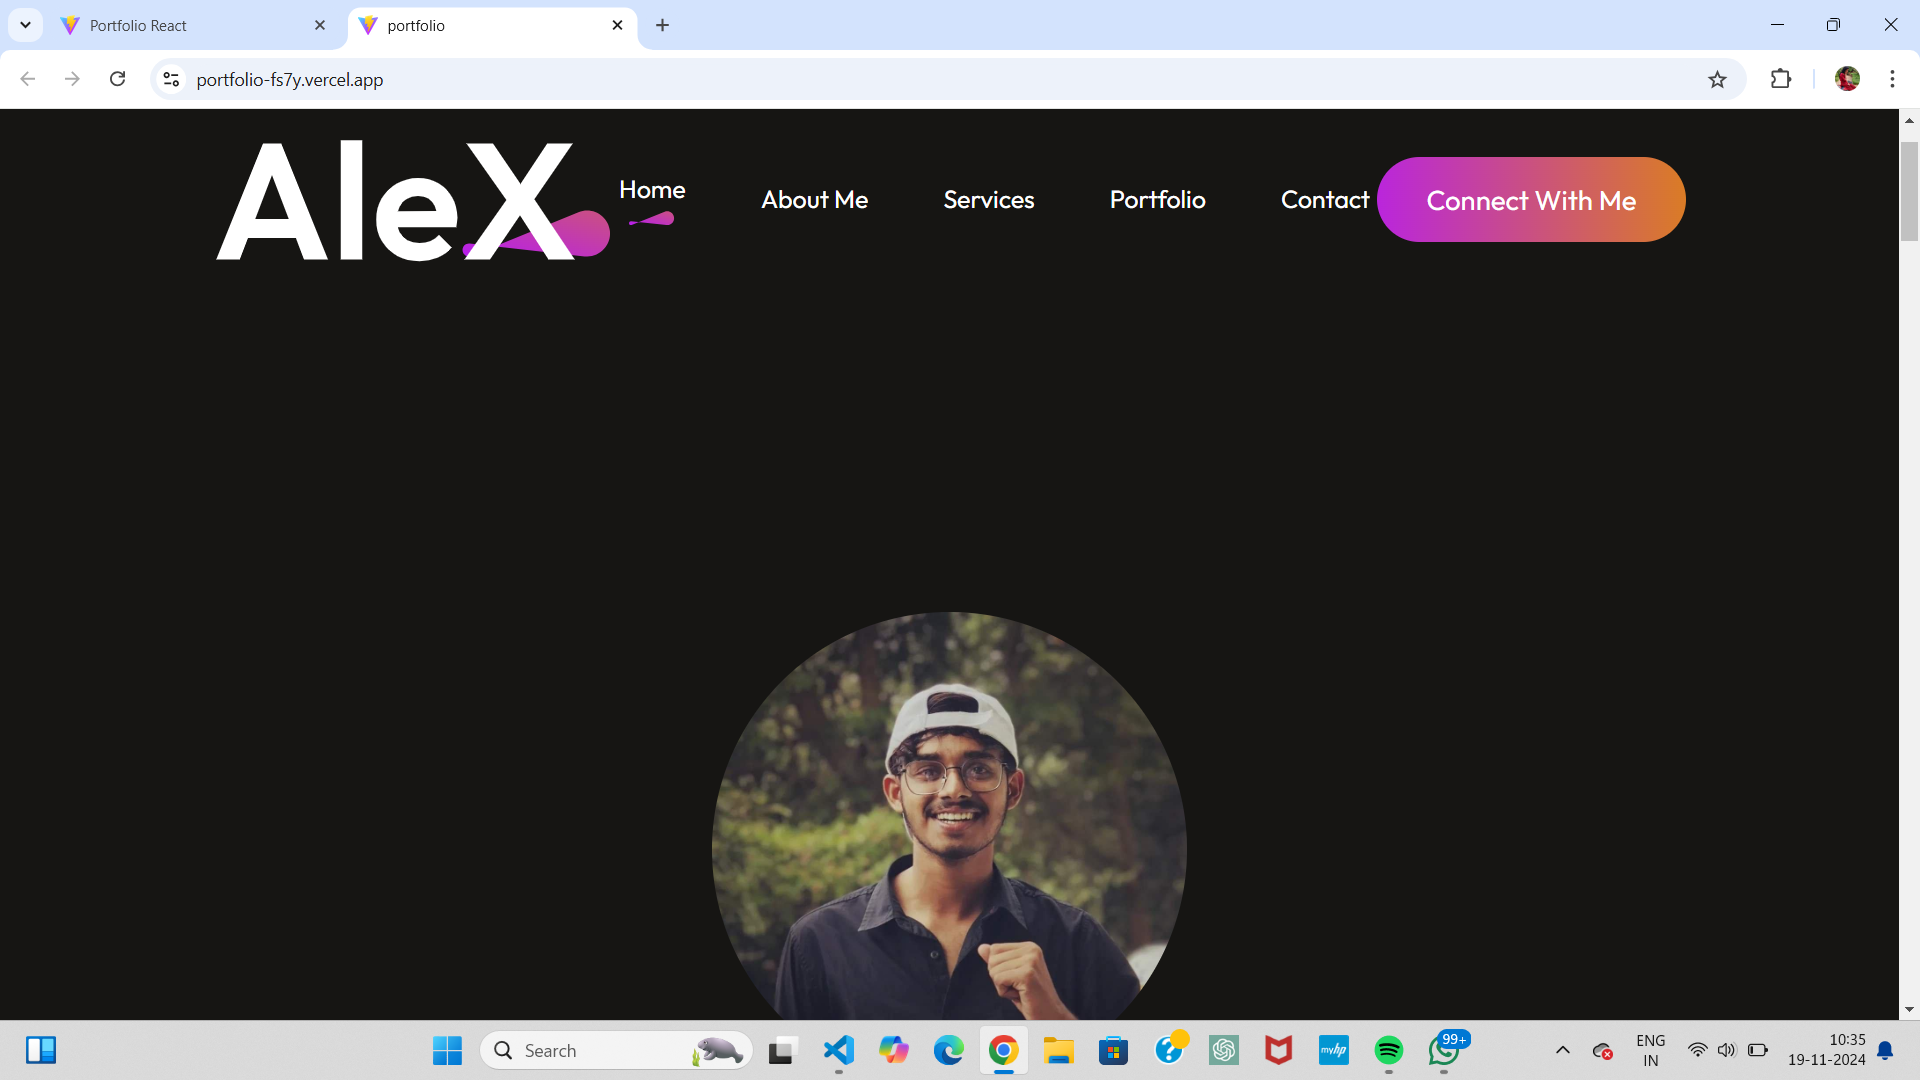 Portfolio React
portfolio
portfolio-fs7y.vercel.app
AleX
Home
About Me
Services
Portfolio
Contact
Connect With Me
Search
?
myhp
99+
ENG
IN
10:35
19-11-2024